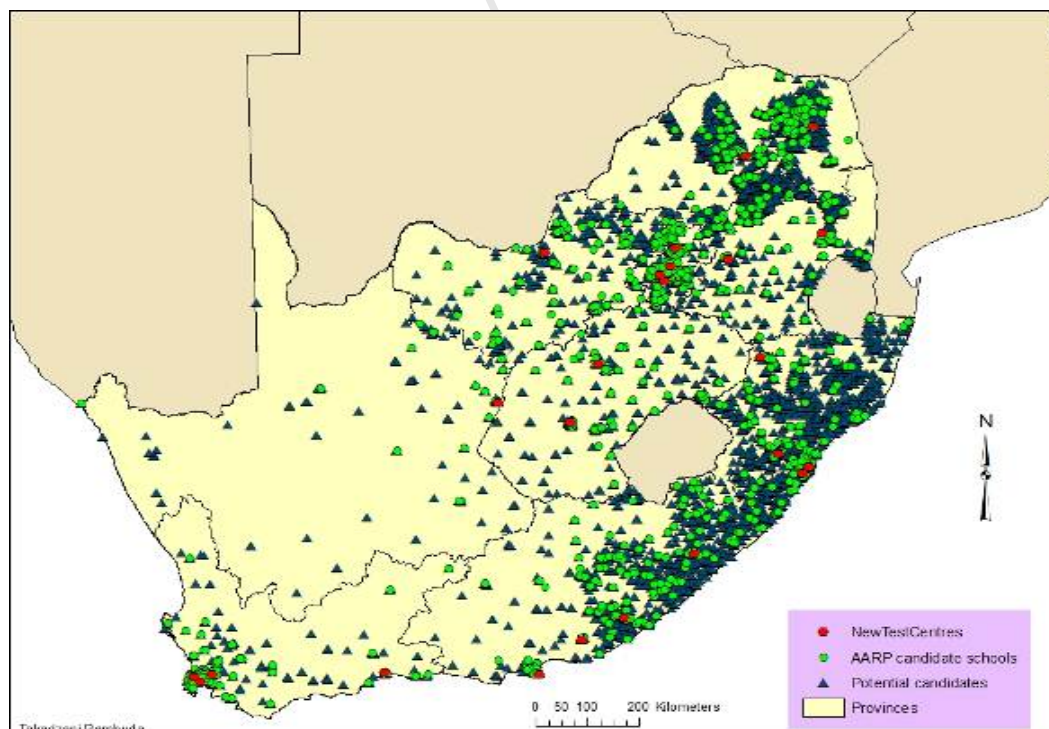 N
NewTestCentres
AARP candidate schools
Potential candidates
Provinces
0 50 100 200 Kilometers